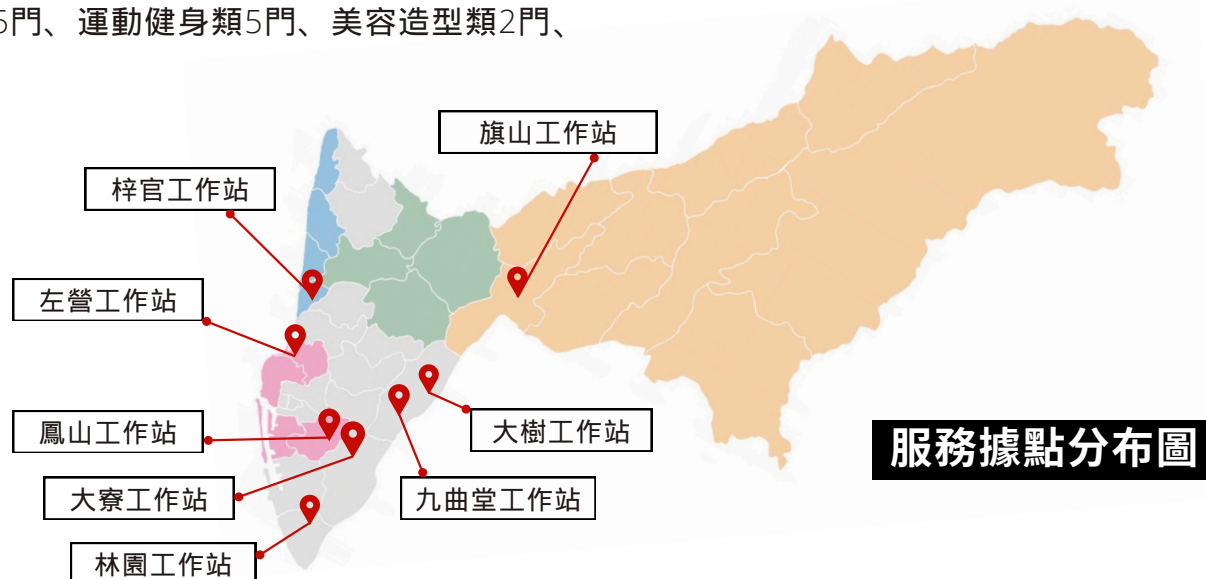 5門、運動健身類5門、美容造型類2門、
旗山工作站
梓官工作站
左營工作站
鳳山工作站
大樹工作站
服務據點分布圖
大寮工作站
九曲堂工作站
林園工作站